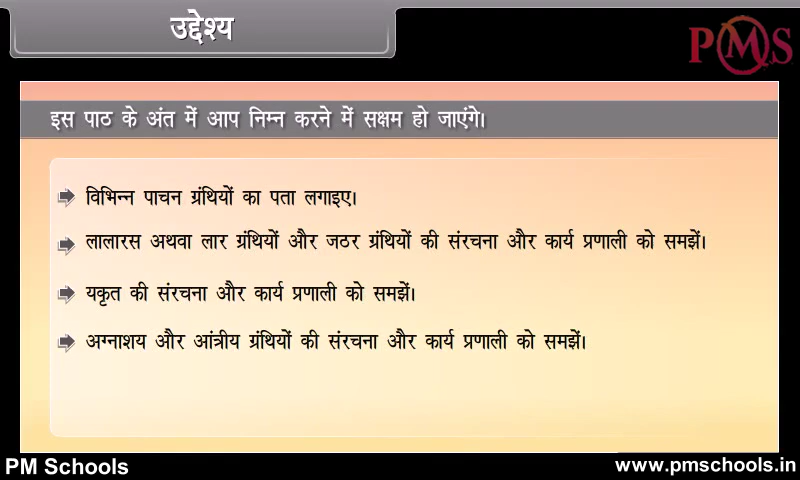 उद्देश्य
PMS
इस पाठ के अंत में आप निम्न करने में सक्षम हो जाएंगे।
विभिन्न पाचन ग्रंथियों का पता लगाइए।
लालारस अथवा लार ग्रंथियों और जठर ग्रंथियों की संरचना और कार्य प्रणाली को समझें।
यकृत की संरचना और कार्य प्रणाली को समझें।
अग्नाशय और आंत्रीय ग्रंथियों की संरचना और कार्य प्रणाली को समझें।
PM Schools
www.pmschools.in